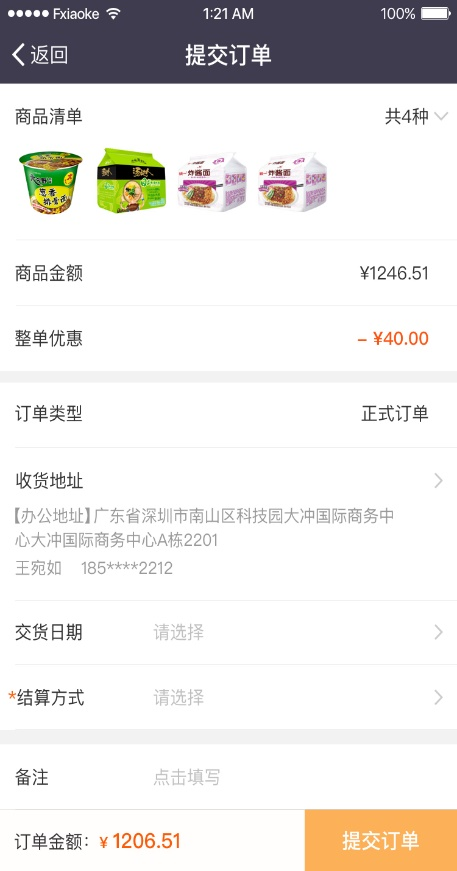 Fxiaoke 1:21 AM 100%
返回 提交订单
商品清单 共4种
商品金额 ¥1246.51
整单优惠 - ¥40.00
订单类型 正式订单
收货地址
【办公地址】广东省深圳市南山区科技园大冲国际商务中
心大冲国际商务中心A栋2201
王宛如 185****2212
交货日期 请选择
*结算方式 请选择
备注 点击填写
订单金额: ¥ 1206.51 提交订单